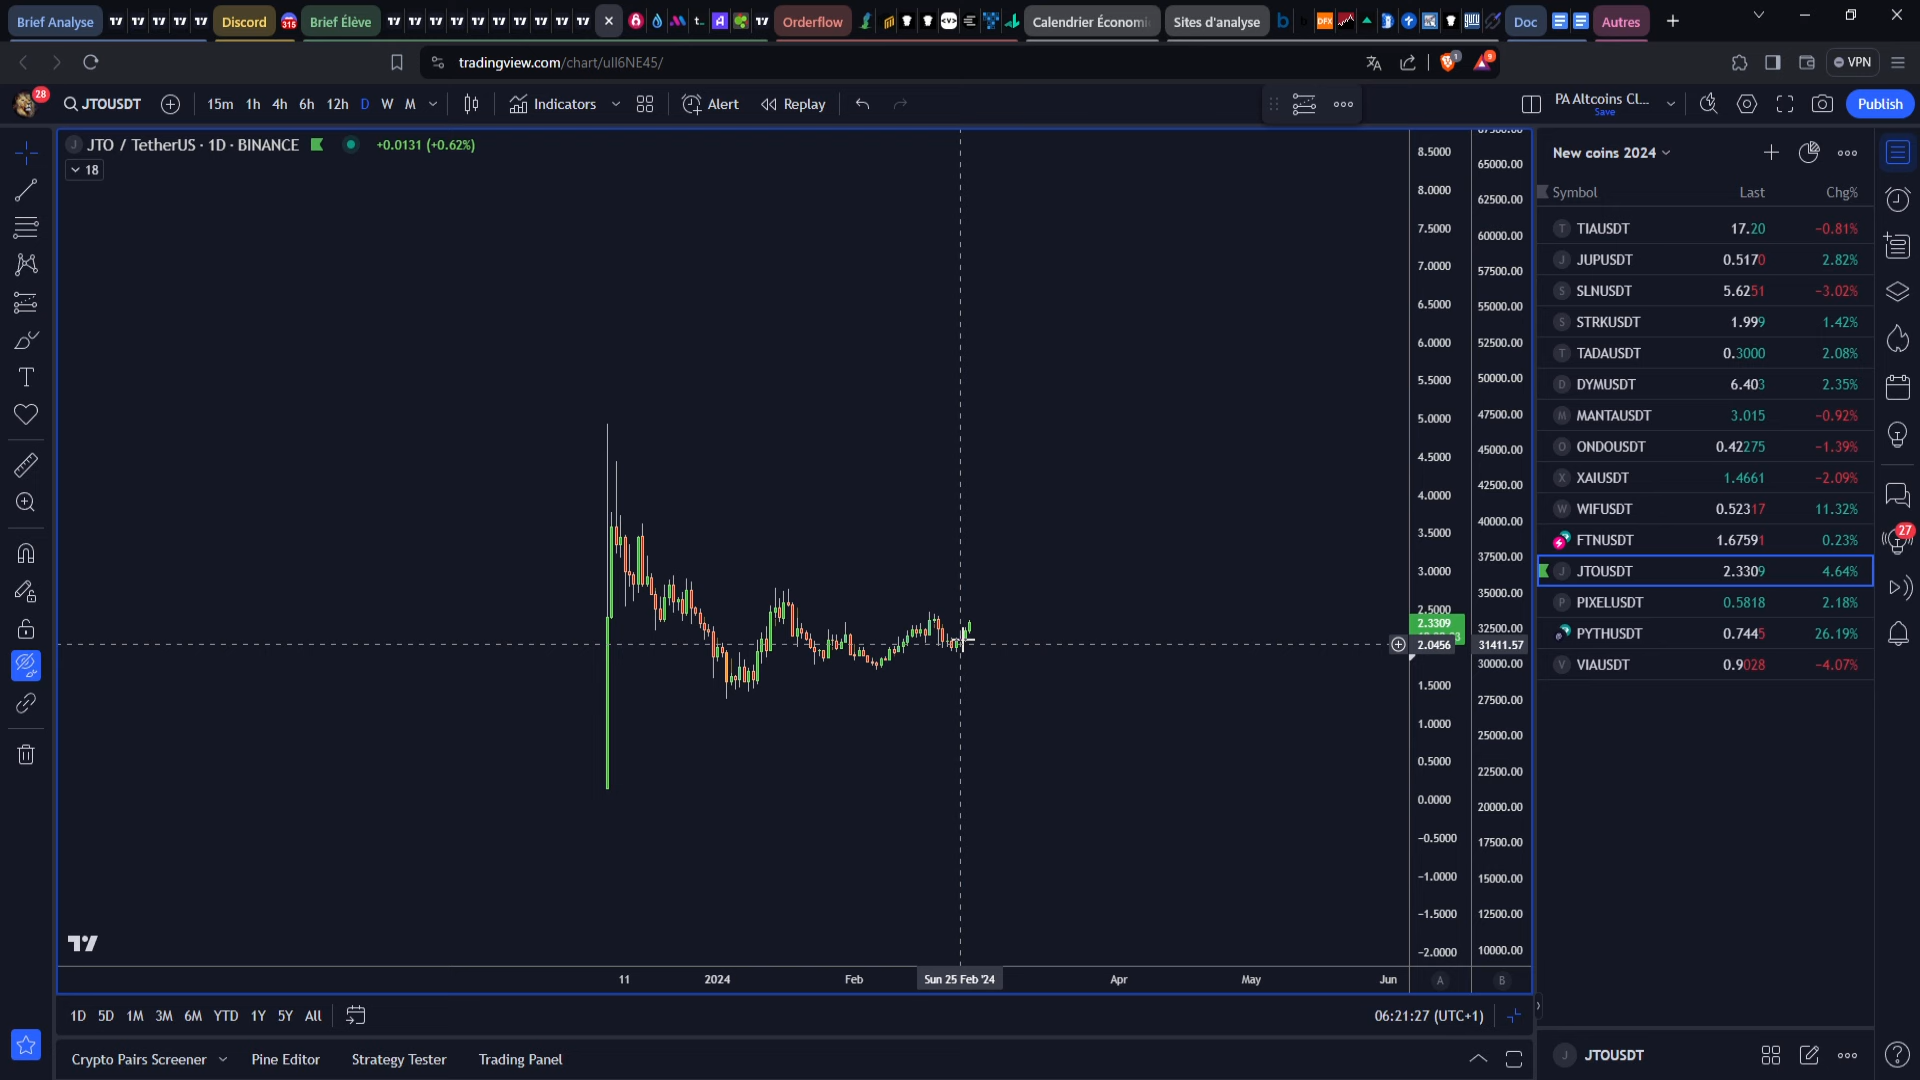 Brief Analyse
Discord
315
Brief Élève
Orderflow
Calendrier Économi
Sites d'analyse
Doc
Autres
tradingview.com/chart/ulI6NE45/
1
9
VPN
28
JTOUSDT
15m 1h 4h 6h 12h D W M
Indicators
Alert
Replay
PA Altcoins Cl...
Save
Publish
JTO / TetherUS · 1D · BINANCE +0.0131 (+0.62%)
18
8.5000
8.0000
7.5000
7.0000
6.5000
6.0000
5.5000
5.0000
4.5000
4.0000
3.5000
3.0000
2.5000
2.3309
2.0456
1.5000
1.0000
0.5000
0.0000
−0.5000
−1.0000
−1.5000
−2.0000
67500.00
65000.00
62500.00
60000.00
57500.00
55000.00
52500.00
50000.00
47500.00
45000.00
42500.00
40000.00
37500.00
35000.00
32500.00
31411.57
30000.00
27500.00
25000.00
22500.00
20000.00
17500.00
15000.00
12500.00
10000.00
11 2024 Feb Sun 25 Feb '24 Apr May Jun A B
New coins 2024
Symbol Last Chg%
TIAUSDT 17.20 −0.81%
JUPUSDT 0.5170 2.82%
SLNUSDT 5.6251 −3.02%
STRKUSDT 1.999 1.42%
TADAUSDT 0.3000 2.08%
DYMUSDT 6.403 2.35%
MANTAUSDT 3.015 −0.92%
ONDOUSDT 0.42275 −1.39%
XAIUSDT 1.4661 −2.09%
WIFUSDT 0.52317 11.32%
FTNUSDT 1.67591 0.23%
JTOUSDT 2.3309 4.64%
PIXELUSDT 0.5818 2.18%
PYTHUSDT 0.7445 26.19%
VIAUSDT 0.9028 −4.07%
27
1D 5D 1M 3M 6M YTD 1Y 5Y All
06:21:27 (UTC+1)
Crypto Pairs Screener Pine Editor Strategy Tester Trading Panel
JTOUSDT